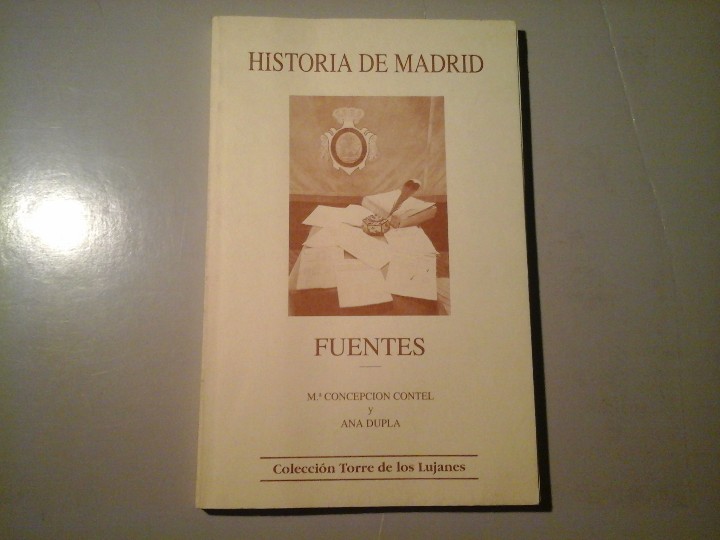 HISTORIA DE MADRID
FUENTES
M.ª CONCEPCION CONTEL
y
ANA DUPLA
Colección Torre de los Lujanes